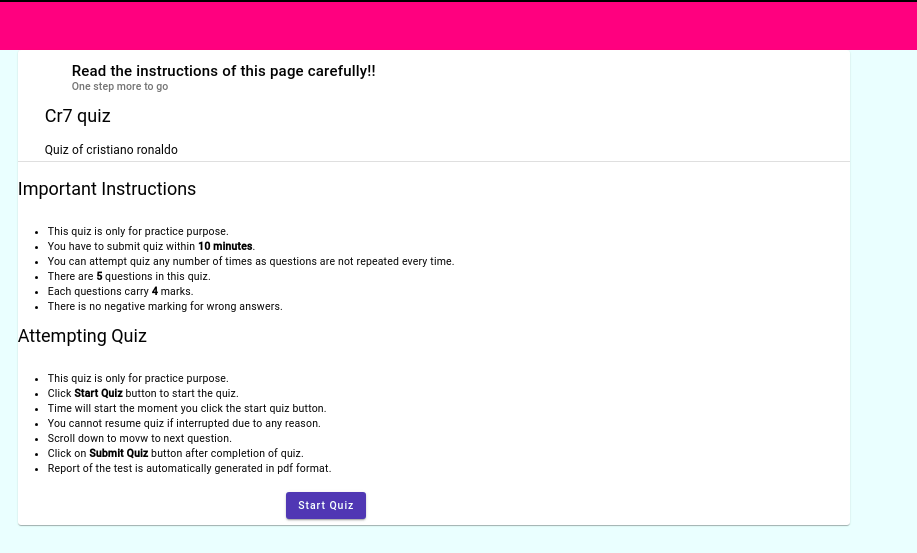 Read the instructions of this page carefully!!
One step more to go
Cr7 quiz
Quiz of cristiano ronaldo
Important Instructions
This quiz is only for practice purpose.
You have to submit quiz within 10 minutes.
You can attempt quiz any number of times as questions are not repeated every time.
There are 5 questions in this quiz.
Each questions carry 4 marks.
There is no negative marking for wrong answers.
Attempting Quiz
This quiz is only for practice purpose.
Click Start Quiz button to start the quiz.
Time will start the moment you click the start quiz button.
You cannot resume quiz if interrupted due to any reason.
Scroll down to movw to next question.
Click on Submit Quiz button after completion of quiz.
Report of the test is automatically generated in pdf format.
Start Quiz